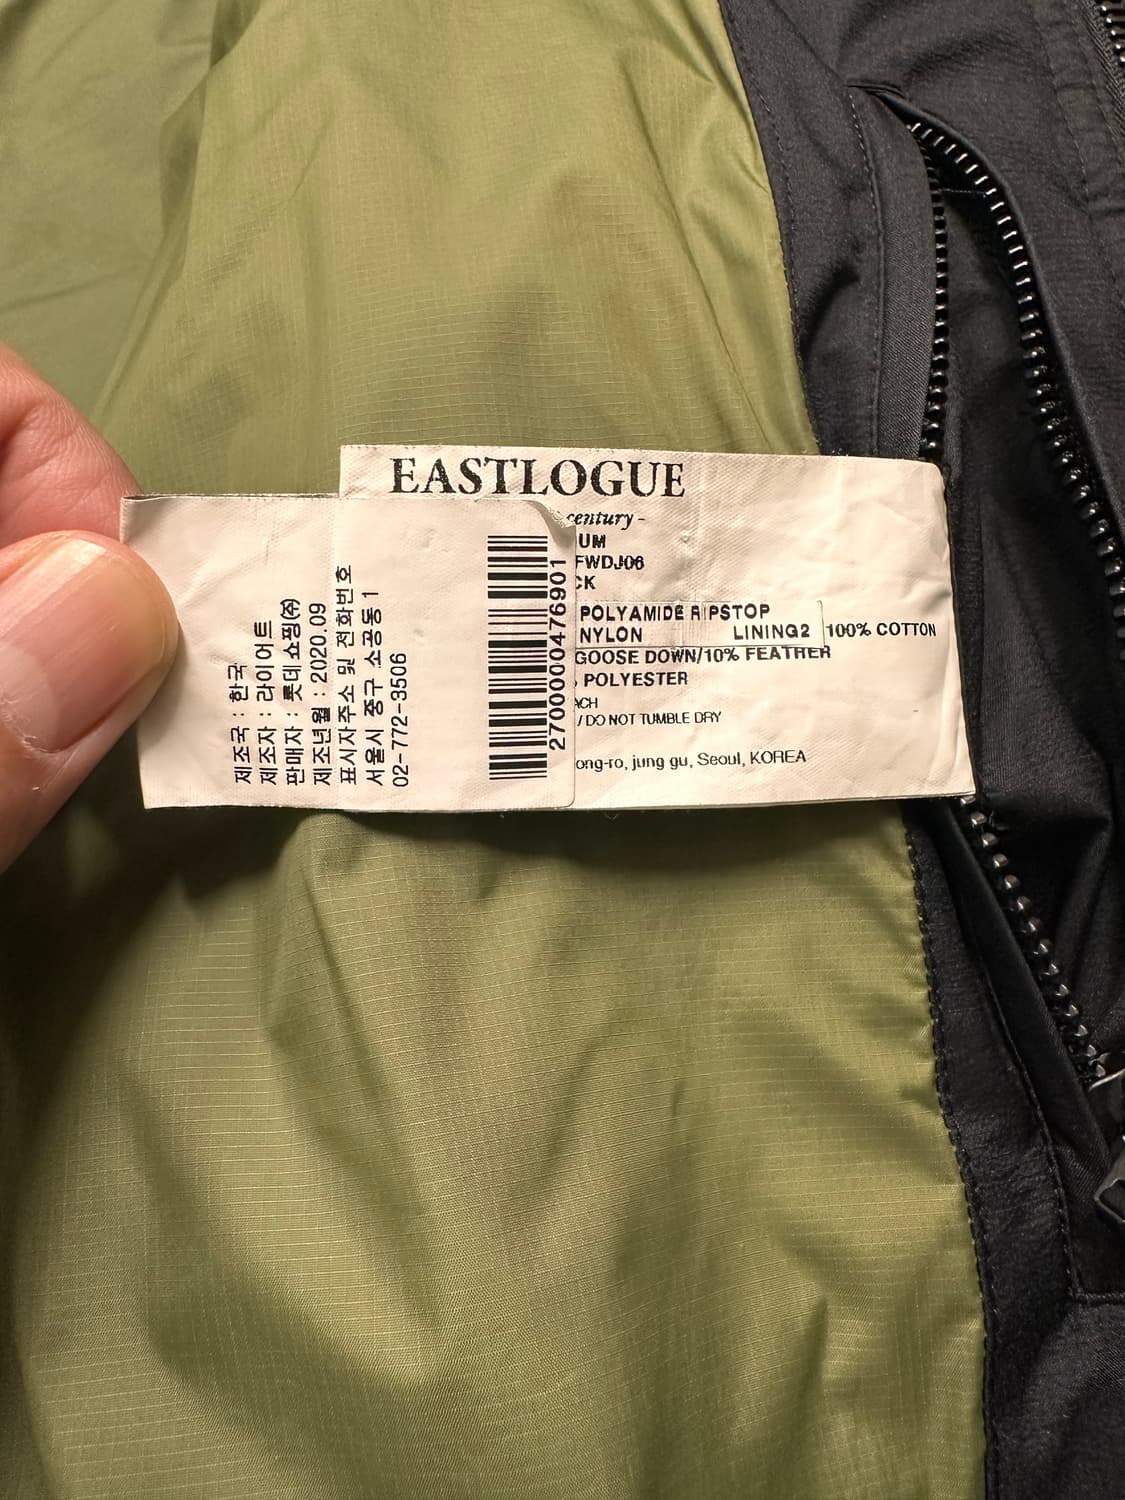 EASTLOGUE
century -
UM
FWDJ06
CK
POLYAMIDE RIPSTOP
NYLON LINING2 100% COTTON
GOOSE DOWN/10% FEATHER
POLYESTER
ACH
/ DO NOT TUMBLE DRY
ong-ro, jung gu, Seoul, KOREA
제조국 : 한국
제조자 : 라이어트
판매자 : 롯데쇼핑㈜
제조년월 : 2020.09
표시자주소 및 전화번호
서울시 중구 소공동 1
02-772-3506
2700000476901